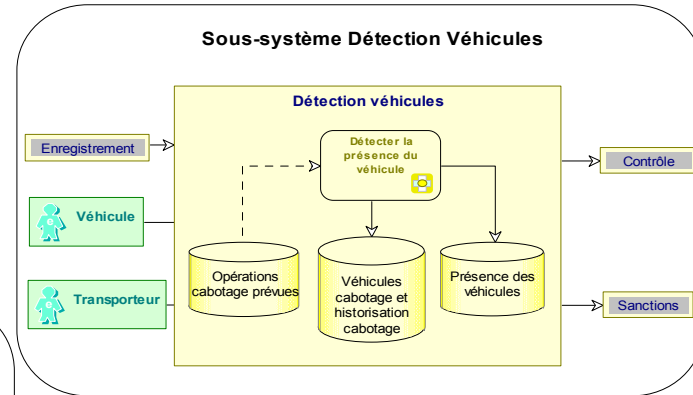 Sous-système Détection Véhicules
Détection véhicules
Détecter la
présence du
véhicule
Enregistrement
Contrôle
Véhicule
Transporteur
Opérations
cabotage prévues
Véhicules
cabotage et
historisation
cabotage
Présence des
véhicules
Sanctions